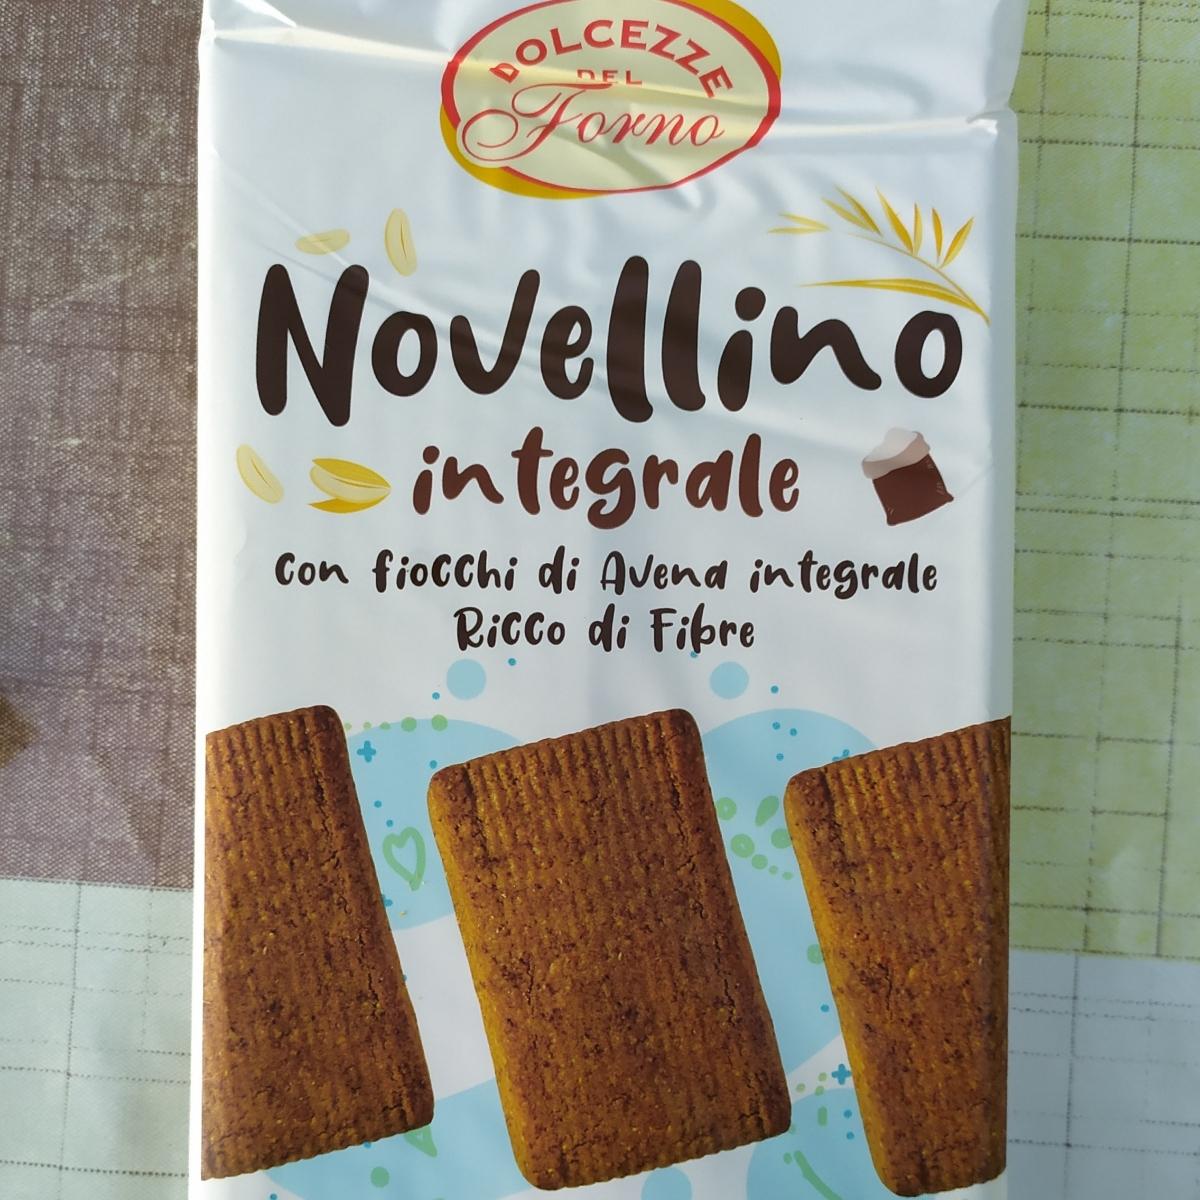 DOLCEZZE
DEL
Forno
Novellino
integrale
con fiocchi di Avena integrale
Ricco di Fibre